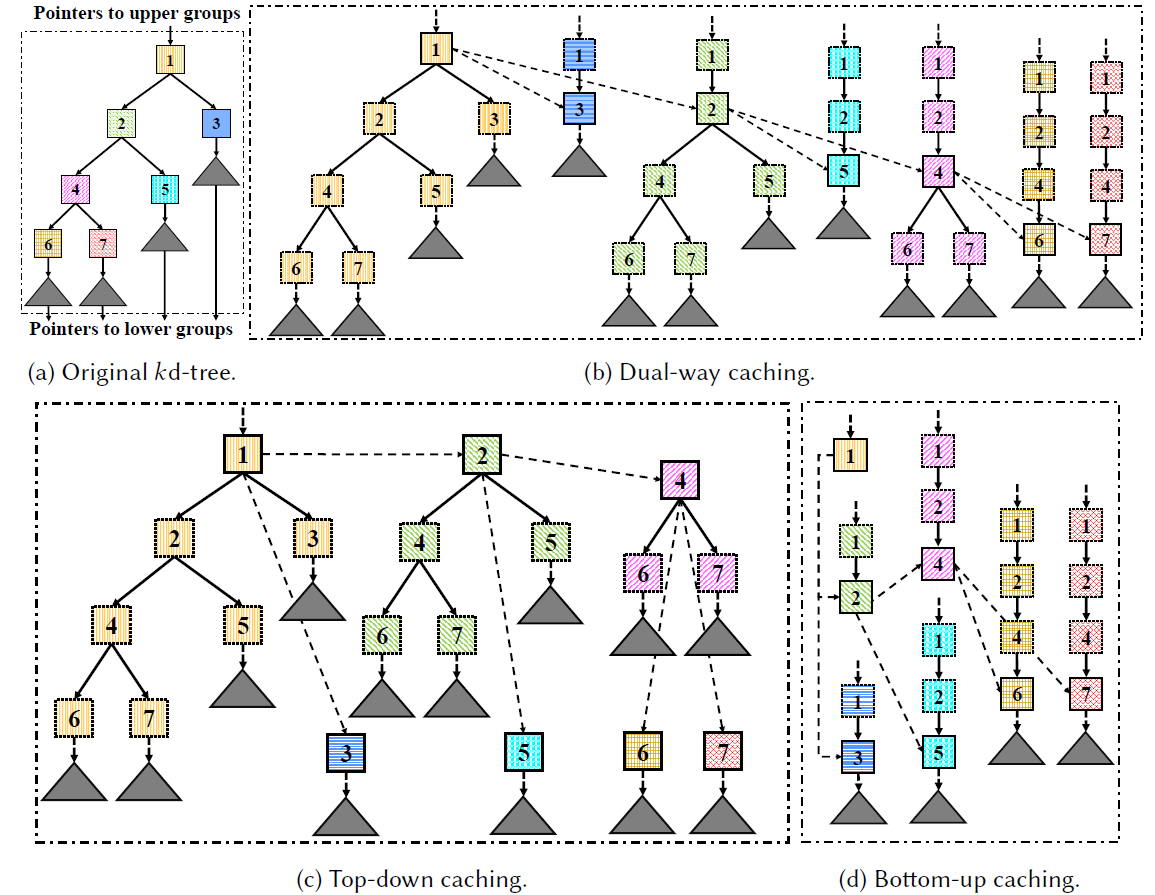 Pointers to upper groups
1
2 3
4 5
6 7
Pointers to lower groups
(a) Original kd-tree.
1 1 1 1 1 1 1
2 3 3 2 2 2 2 2
4 5 4 5 5 4 4 4
6 7 6 7 6 7 6 7
(b) Dual-way caching.
1 2 4
2 3 4 5 6 7
4 5 6 7
6 7 3 5 6 7
(c) Top-down caching.
1 1
1 2 1 1
2 4 2 2
1 4 4
1 2 6 7
3 5
(d) Bottom-up caching.